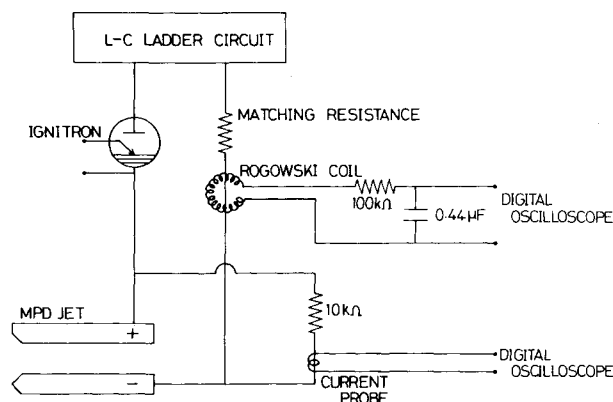 L-C LADDER CIRCUIT
IGNITRON
MATCHING RESISTANCE
ROGOWSKI COIL
100kΩ
0.44μF
DIGITAL
OSCILLOSCOPE
MPD JET
+
10kΩ
−
CURRENT
PROBE
DIGITAL
OSCILLOSCOPE